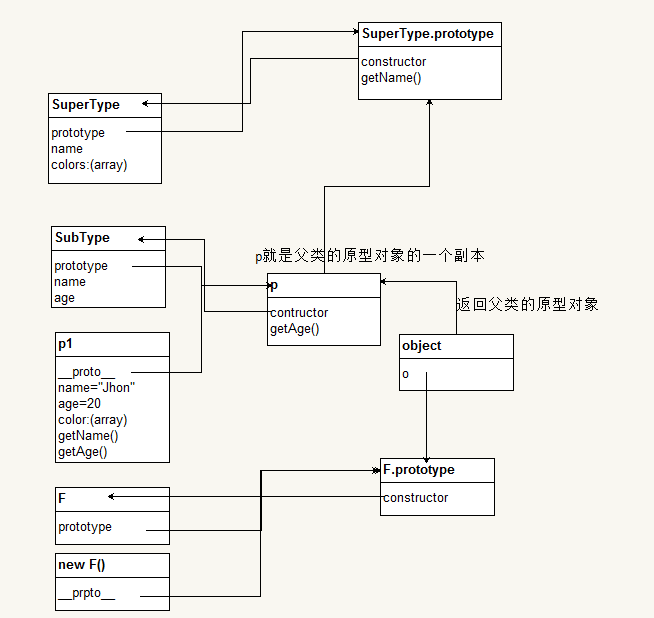 SuperType.prototype
constructor
getName()
SuperType
prototype
name
colors:(array)
SubType
prototype
name
age
p就是父类的原型对象的一个副本
p
contructor
getAge()
返回父类的原型对象
object
o
p1
__proto__
name="Jhon"
age=20
color:(array)
getName()
getAge()
F.prototype
constructor
F
prototype
new F()
__prpto__